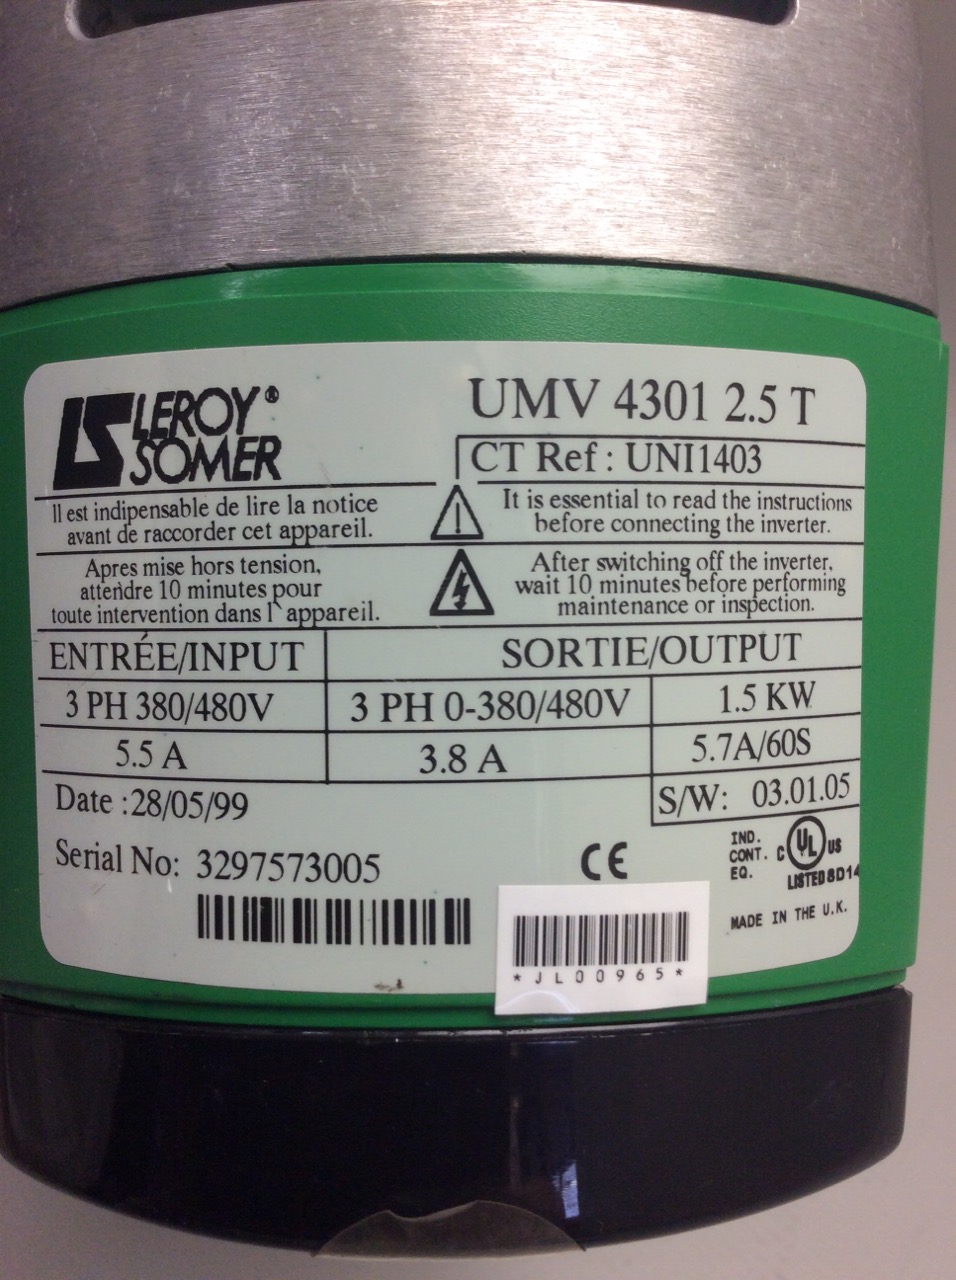 LEROY®
SOMER
UMV 4301 2.5 T
CT Ref : UNI1403
Il est indispensable de lire la notice
avant de raccorder cet appareil.
It is essential to read the instructions
before connecting the inverter.
Apres mise hors tension,
attendre 10 minutes pour
toute intervention dans l'appareil.
After switching off the inverter,
wait 10 minutes before performing
maintenance or inspection.
ENTRÉE/INPUT
SORTIE/OUTPUT
3 PH 380/480V
3 PH 0-380/480V
1.5 KW
5.5 A
3.8 A
5.7A/60S
Date :28/05/99
S/W: 03.01.05
Serial No: 3297573005
CE
IND.
CONT.
EQ.
C UL US
LISTED 8D14
MADE IN THE U.K.
*JL00965*